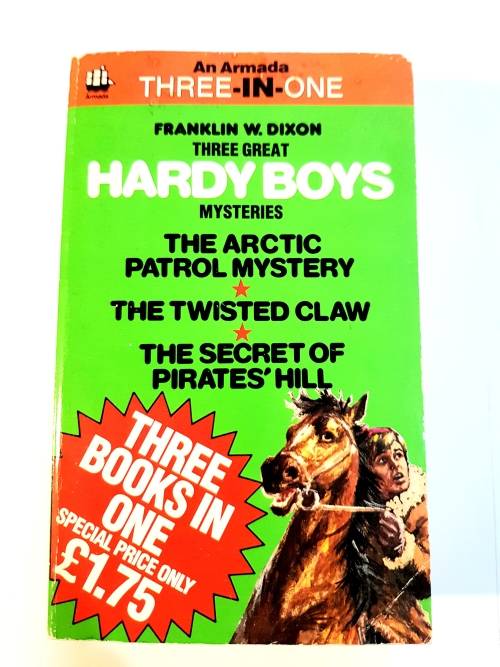 An Armada
THREE-IN-ONE
Armada
FRANKLIN W. DIXON
THREE GREAT
HARDY BOYS
MYSTERIES
THE ARCTIC
PATROL MYSTERY
THE TWISTED CLAW
THE SECRET OF
PIRATES' HILL
THREE
BOOKS IN
ONE
SPECIAL PRICE ONLY
£1.75